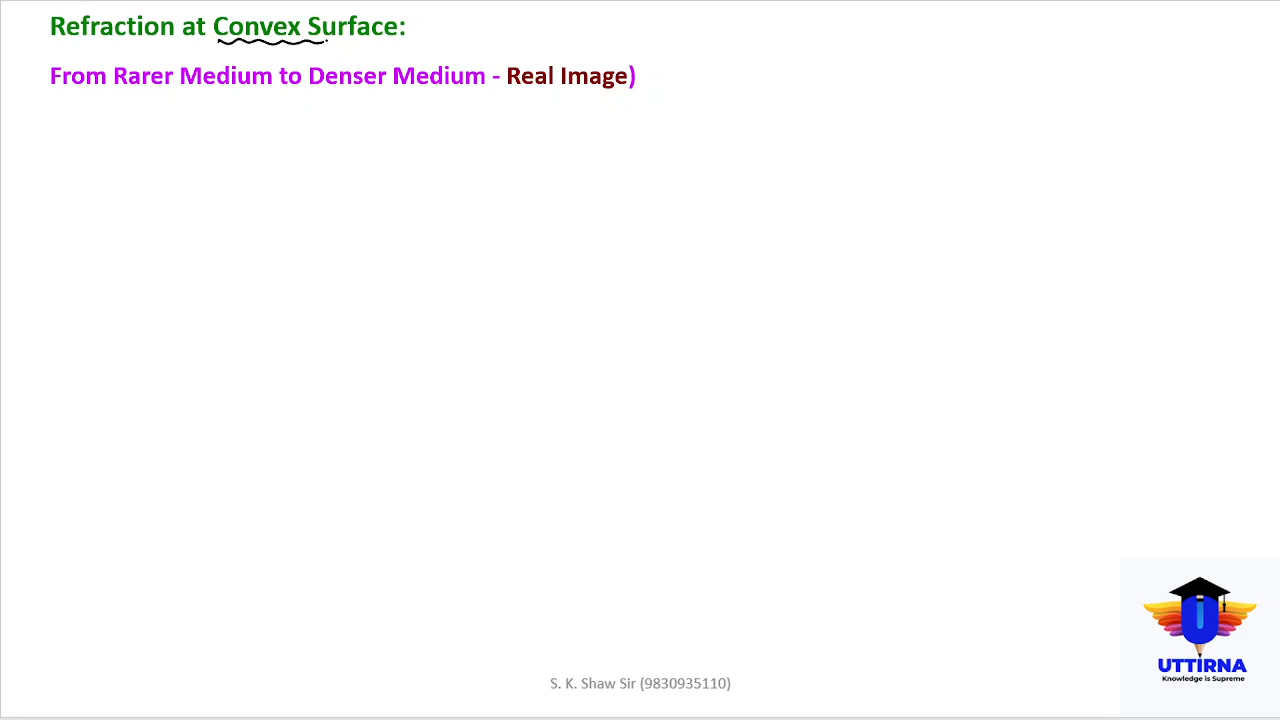 Refraction at Convex Surface:
From Rarer Medium to Denser Medium - Real Image)
U
UTTIRNA
Knowledge is Supreme
S. K. Shaw Sir (9830935110)